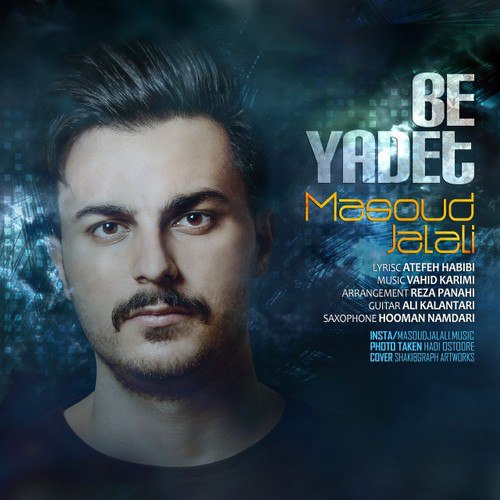 BE
YADEt
Masoud
Jalali
LYRISC ATEFEH HABIBI
MUSIC VAHID KARIMI
ARRANGEMENT REZA PANAHI
GUITAR ALI KALANTARI
SAXOPHONE HOOMAN NAMDARI
INSTA/MASOUDJALALI.MUSIC
PHOTO TAKEN HADI OSTOORE
COVER SHAKIBGRAPH ARTWORKS